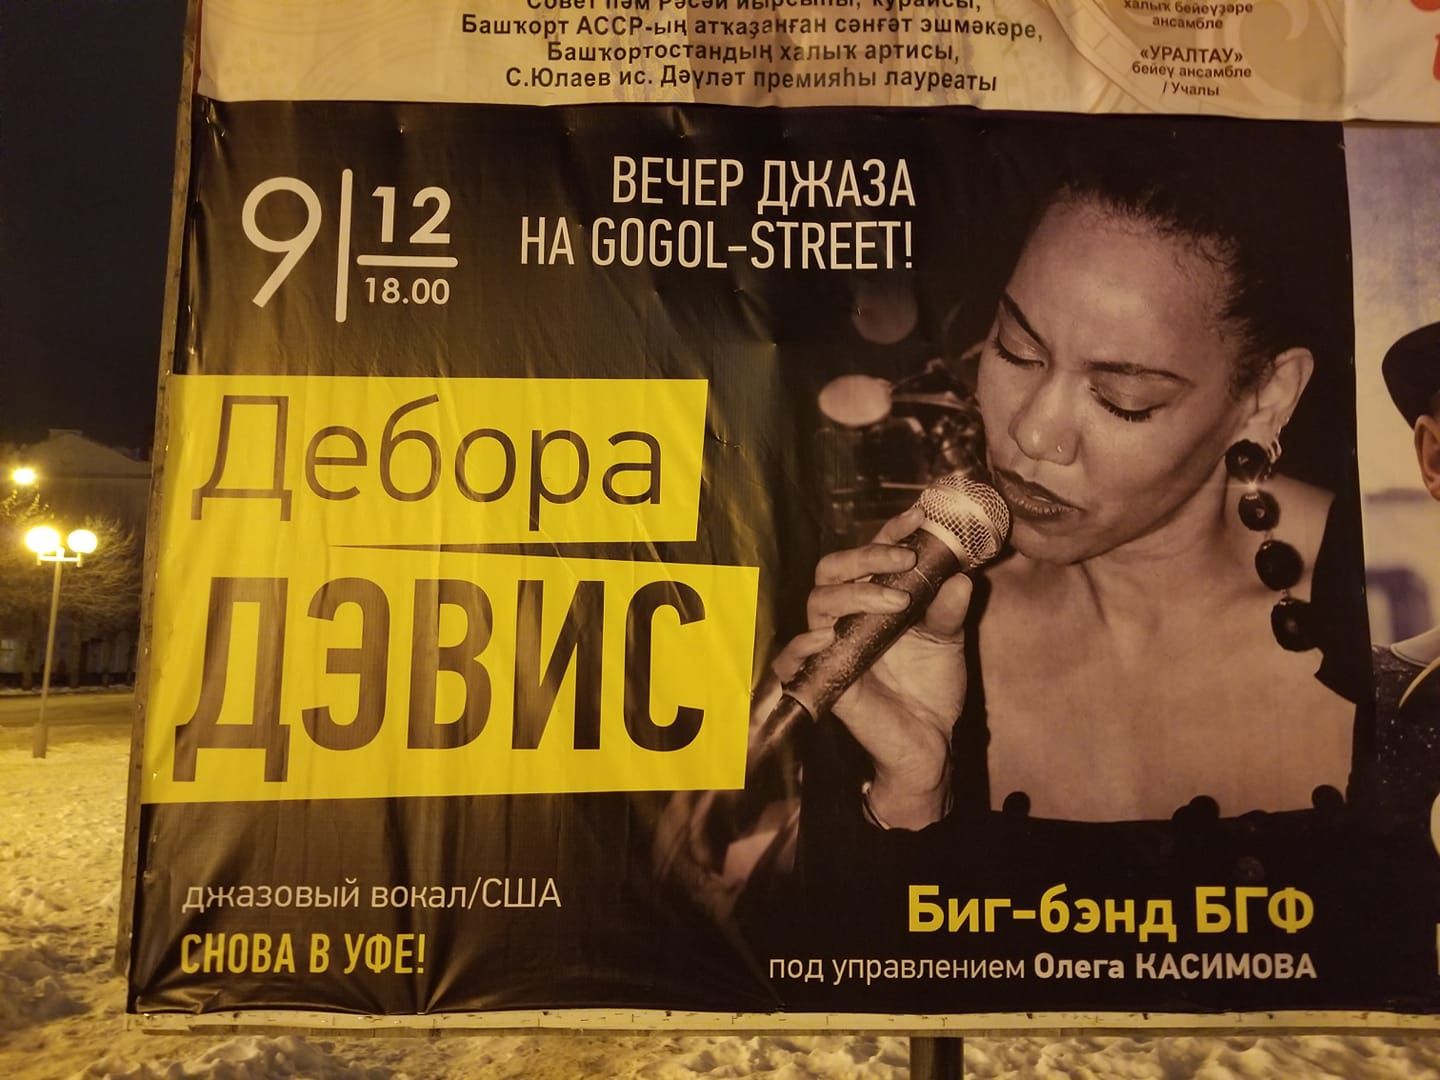 Совет һәм Рәсәй йырсыһы, ҡурайсы,
Башҡорт АССР-ың атҡаҙанған сәнғәт эшмәкәре,
Башҡортостандың халыҡ артисы,
С.Юлаев ис. Дәүләт премияһы лауреаты
халыҡ бейеүҙәре
ансамбле
«УРАЛТАУ»
бейеү ансамбле
/ Учалы
9 12
18.00
ВЕЧЕР ДЖАЗА
НА GOGOL-STREET!
Дебора
ДЭВИС
джазовый вокал/США
СНОВА В УФЕ!
Биг-бэнд БГФ
под управлением Олега КАСИМОВА